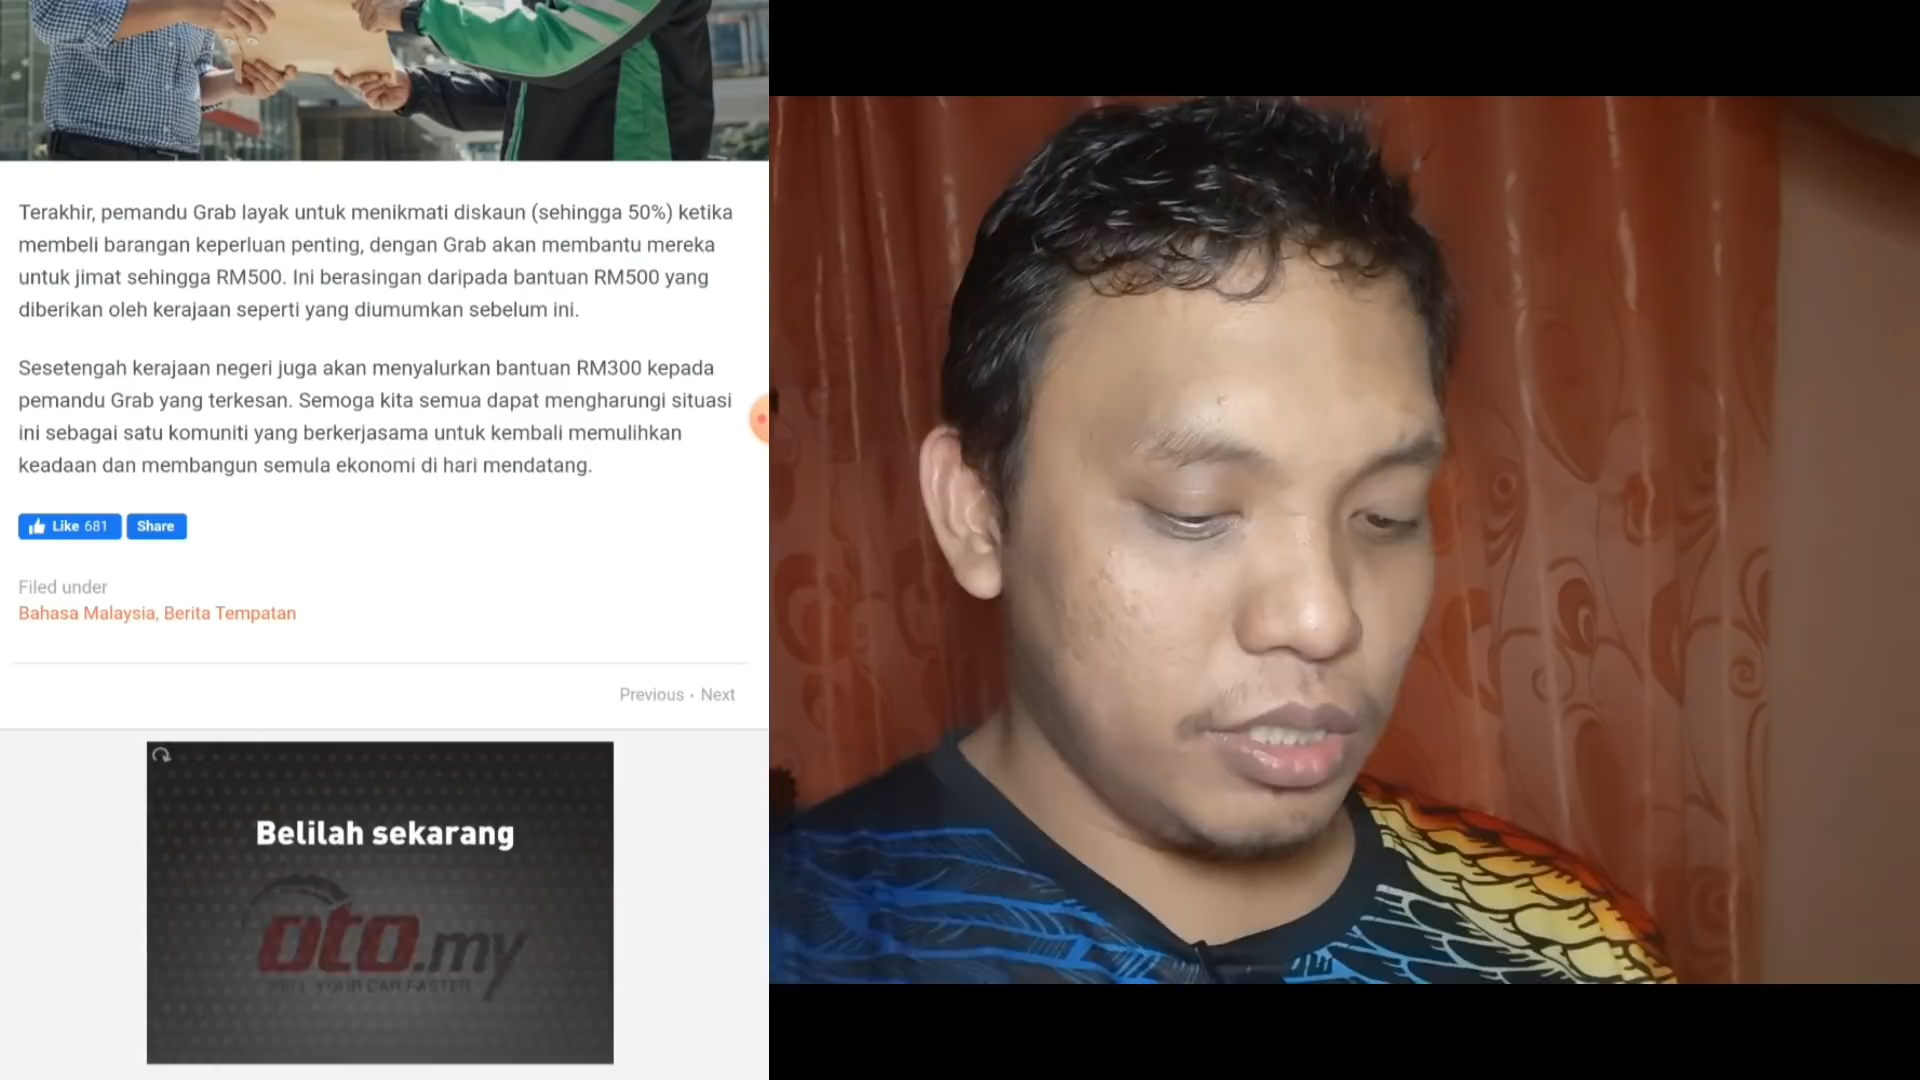 Terakhir, pemandu Grab layak untuk menikmati diskaun (sehingga 50%) ketika
membeli barangan keperluan penting, dengan Grab akan membantu mereka
untuk jimat sehingga RM500. Ini berasingan daripada bantuan RM500 yang
diberikan oleh kerajaan seperti yang diumumkan sebelum ini.
Sesetengah kerajaan negeri juga akan menyalurkan bantuan RM300 kepada
pemandu Grab yang terkesan. Semoga kita semua dapat mengharungi situasi
ini sebagai satu komuniti yang berkerjasama untuk kembali memulihkan
keadaan dan membangun semula ekonomi di hari mendatang.
Like 681 Share
Filed under
Bahasa Malaysia, Berita Tempatan
Previous • Next
Belilah sekarang
oto.my
SELL YOUR CAR FASTER